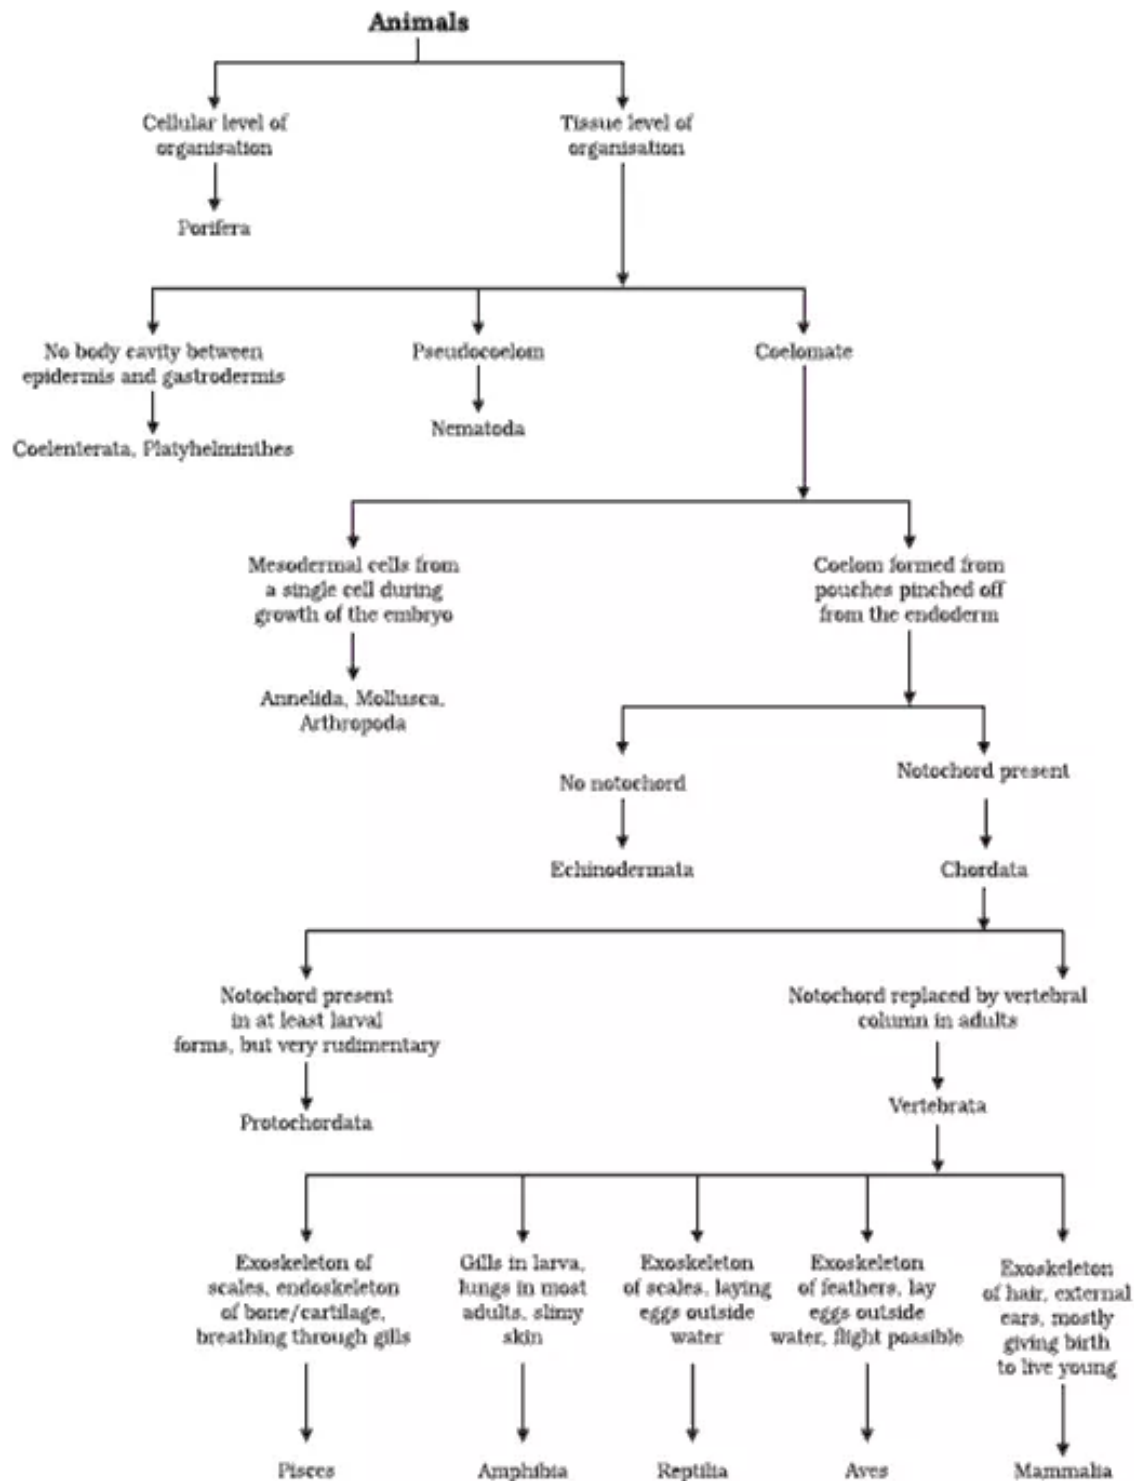 Animals
Cellular level of
organisation
Tissue level of
organisation
Porifera
No body cavity between
epidermis and gastrodermis
Pseudocoelom
Coelomate
Nematoda
Coelenterata, Platyhelminthes
Mesodermal cells from
a single cell during
growth of the embryo
Coelom formed from
pouches pinched off
from the endoderm
Annelida, Mollusca,
Arthropoda
No notochord
Notochord present
Echinodermata
Chordata
Notochord present
in at least larval
forms, but very rudimentary
Notochord replaced by vertebral
column in adults
Protochordata
Vertebrata
Exoskeleton of
scales, endoskeleton
of bone/cartilage,
breathing through gills
Gills in larva,
lungs in most
adults, slimy
skin
Exoskeleton
of scales, laying
eggs outside
water
Exoskeleton
of feathers, lay
eggs outside
water, flight possible
Exoskeleton
of hair, external
ears, mostly
giving birth
to live young
Pisces
Amphibia
Reptilia
Aves
Mammalia